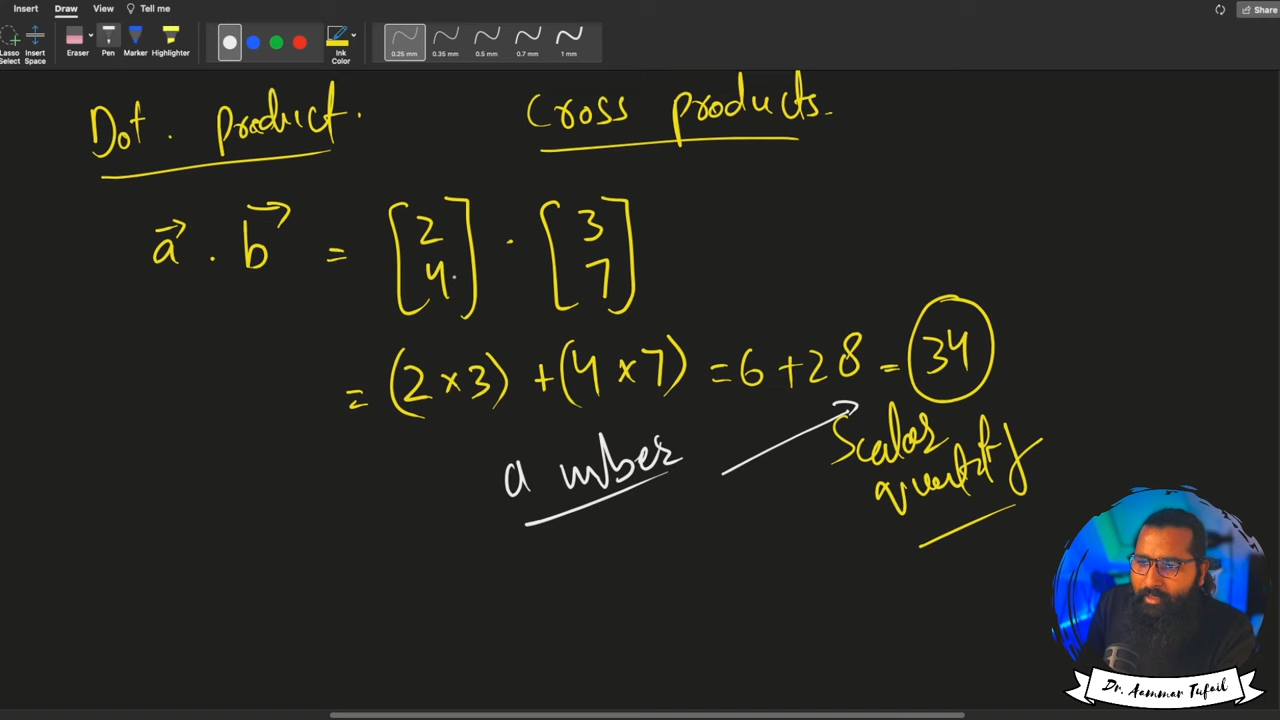 Insert Draw View Tell me
Share
Lasso Select
Insert Space
Eraser
Pen
Marker
Highlighter
Ink Color
0.25 mm
0.35 mm
0.5 mm
0.7 mm
1 mm
Dot. product.
Cross products.
a⃗ . b⃗ = [2 4] . [3 7]
= (2×3) + (4×7) = 6+28 = 34
a mber
Scalar
quantity
Dr. Aammar Tufail